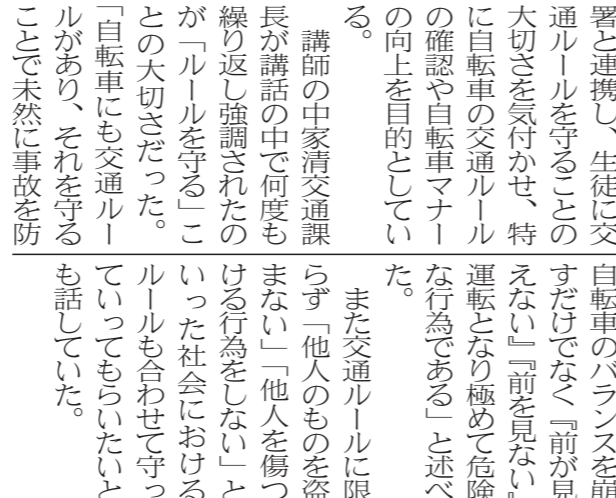 署と連携し、生徒に交
通ルールを守ることの
大切さを気付かせ、特
に自転車の交通ルール
の確認や自転車マナー
の向上を目的としてい
る。
　講師の中家清交通課
長が講話の中で何度も
繰り返し強調されたの
が「ルールを守る」こ
との大切さだった。
「自転車にも交通ルー
ルがあり、それを守る
ことで未然に事故を防
自転車のバランスを崩
すだけでなく『前が見
えない』『前を見ない』
運転となり極めて危険
な行為である」と述べ
た。
　また交通ルールに限
らず「他人のものを盗
まない」「他人を傷つ
ける行為をしない」と
いった社会における
ルールも合わせて守っ
ていってもらいたいと
も話していた。